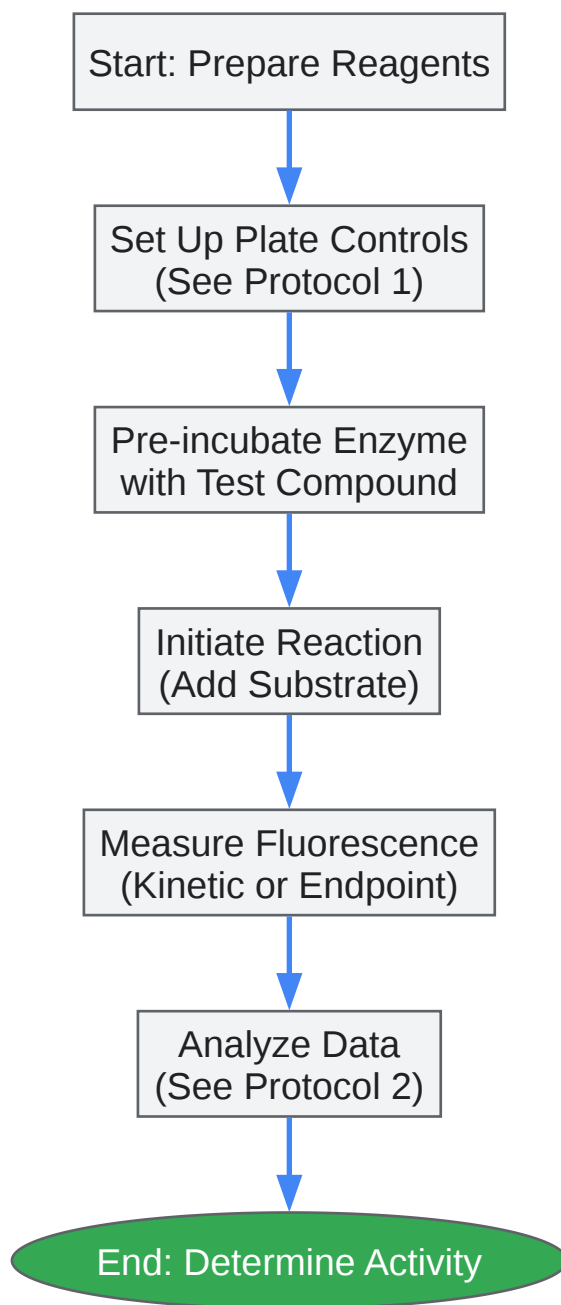 Start: Prepare Reagents
Set Up Plate Controls
(See Protocol 1)
Pre-incubate Enzyme
with Test Compound
Initiate Reaction
(Add Substrate)
Measure Fluorescence
(Kinetic or Endpoint)
Analyze Data
(See Protocol 2)
End: Determine Activity